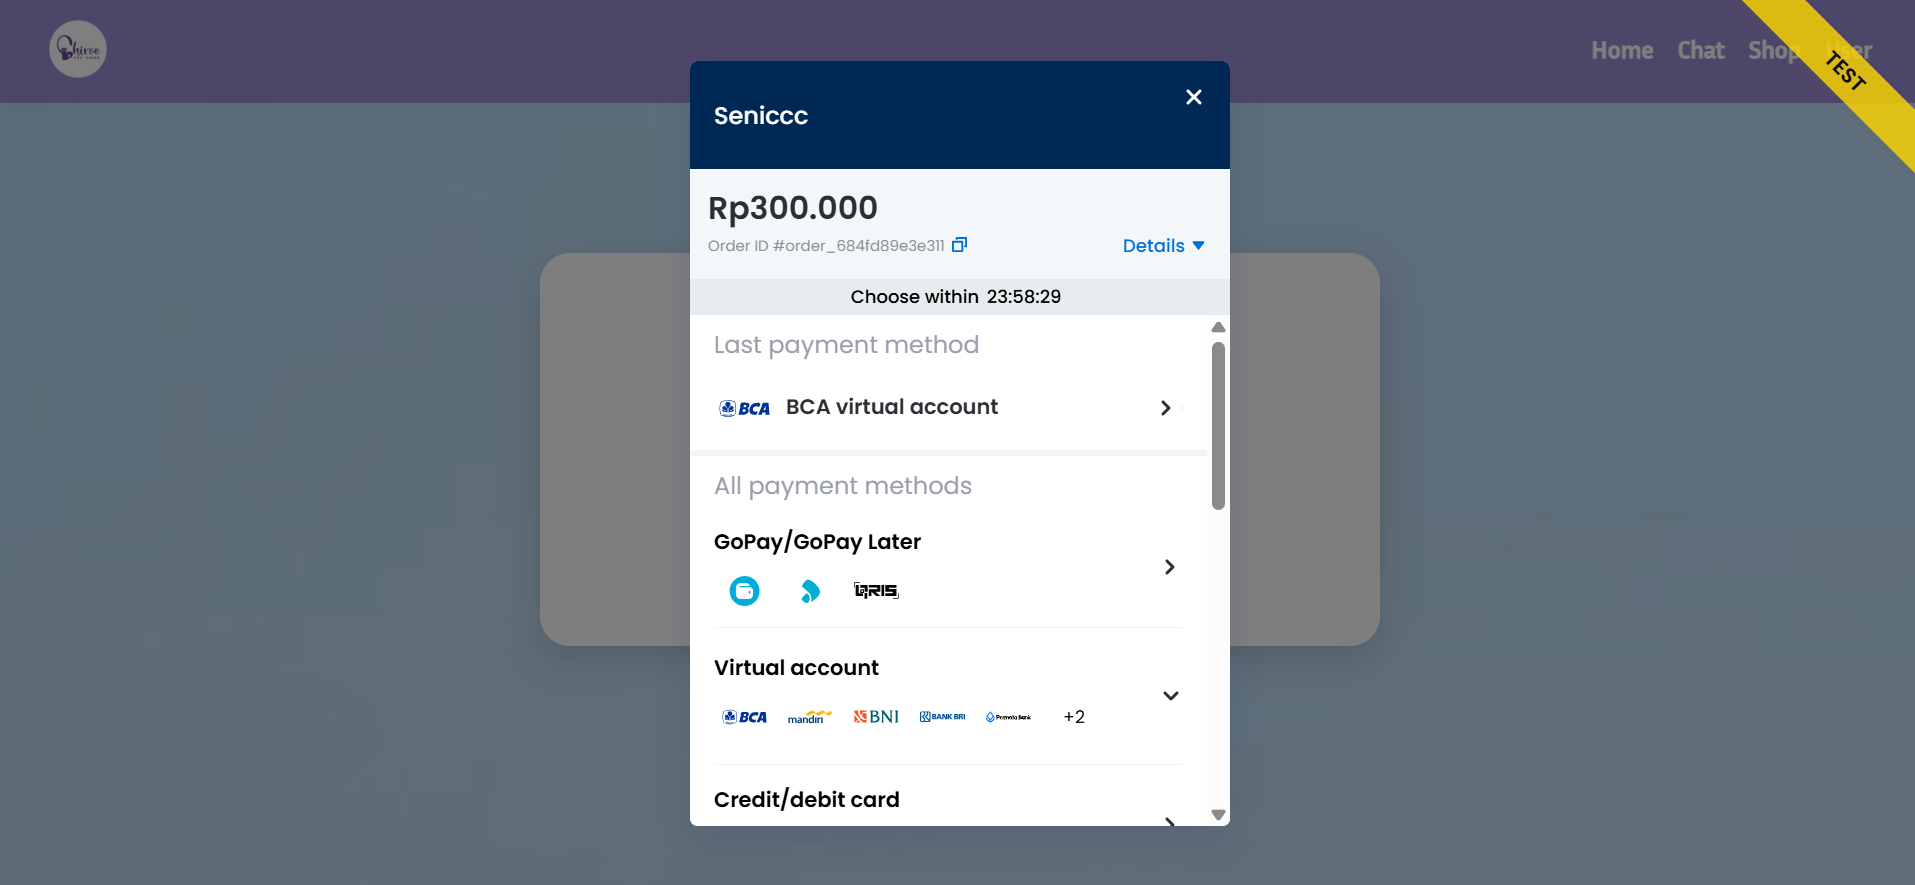 Chiroo
Home Chat Shop User
TEST
Seniccc
Rp300.000
Order ID #order_684fd89e3e311
Details
Choose within 23:58:29
Last payment method
BCA
BCA virtual account
All payment methods
GoPay/GoPay Later
QRIS
Virtual account
BCA mandiri BNI BANK BRI PermataBank +2
Credit/debit card